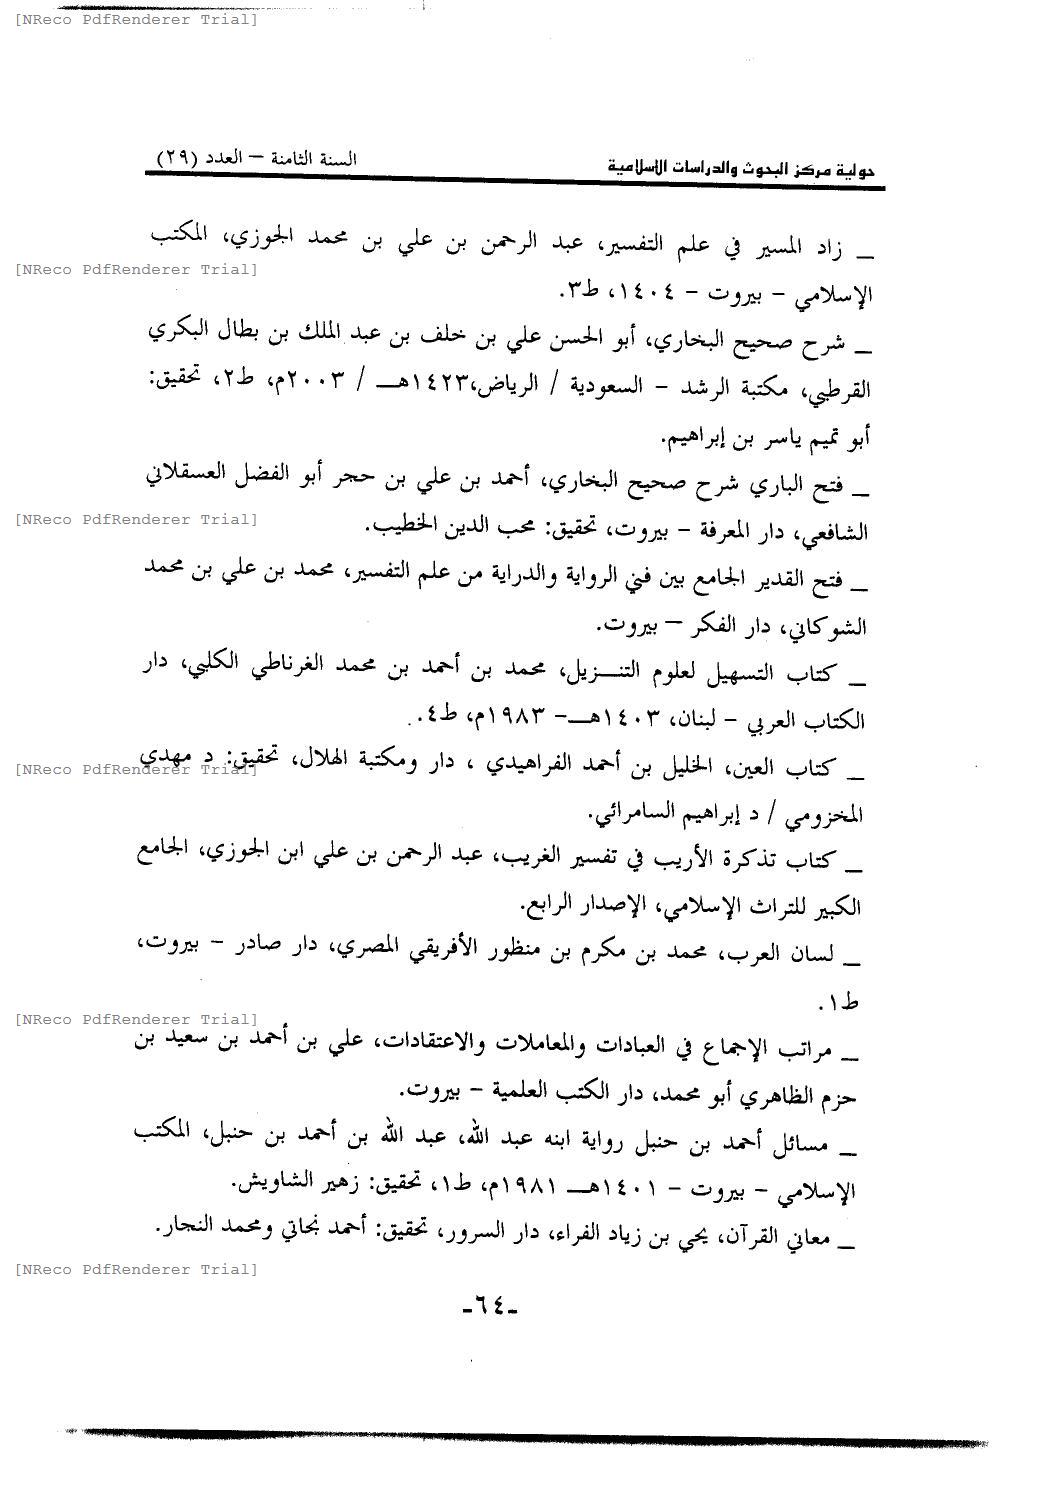 [NReco PdfRenderer Trial]
حولية مركز البحوث والدراسات الإسلامية
السنة الثامنة – العدد (٢٩)
_ زاد المسير في علم التفسير، عبد الرحمن بن علي بن محمد الجوزي، المكتب
[NReco PdfRenderer Trial]
الإسلامي – بيروت – ١٤٠٤، ط٣.
_ شرح صحيح البخاري، أبو الحسن علي بن خلف بن عبد الملك بن بطال البكري
القرطبي، مكتبة الرشد – السعودية / الرياض،١٤٢٣هـــ / ٢٠٠٣م، ط٢، تحقيق:
أبو تميم ياسر بن إبراهيم.
_ فتح الباري شرح صحيح البخاري، أحمد بن علي بن حجر أبو الفضل العسقلاني
[NReco PdfRenderer Trial]
الشافعي، دار المعرفة – بيروت، تحقيق: محب الدين الخطيب.
_ فتح القدير الجامع بين فني الرواية والدراية من علم التفسير، محمد بن علي بن محمد
الشوكاني، دار الفكر – بيروت.
_ كتاب التسهيل لعلوم التنـــزيل، محمد بن أحمد بن محمد الغرناطي الكلبي، دار
الكتاب العربي – لبنان، ١٤٠٣هـــ– ١٩٨٣م، ط٤.
_ كتاب العين، الخليل بن أحمد الفراهيدي ، دار ومكتبة الهلال، تحقيق: د مهدي
[NReco PdfRenderer Trial]
المخزومي / د إبراهيم السامرائي.
_ كتاب تذكرة الأريب في تفسير الغريب، عبد الرحمن بن علي ابن الجوزي، الجامع
الكبير للتراث الإسلامي، الإصدار الرابع.
_ لسان العرب، محمد بن مكرم بن منظور الأفريقي المصري، دار صادر – بيروت،
ط١.
[NReco PdfRenderer Trial]
_ مراتب الإجماع في العبادات والمعاملات والاعتقادات، علي بن أحمد بن سعيد بن
حزم الظاهري أبو محمد، دار الكتب العلمية – بيروت.
_ مسائل أحمد بن حنبل رواية ابنه عبد الله، عبد الله بن أحمد بن حنبل، المكتب
الإسلامي – بيروت – ١٤٠١هـــ ١٩٨١م، ط١، تحقيق: زهير الشاويش.
_ معاني القرآن، يحي بن زياد الفراء، دار السرور، تحقيق: أحمد نجاتي ومحمد النجار.
[NReco PdfRenderer Trial]
-٦٤-